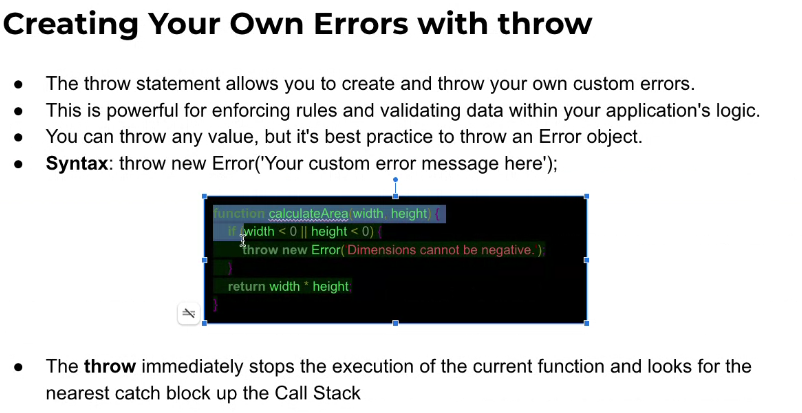 Creating Your Own Errors with throw
● The throw statement allows you to create and throw your own custom errors.
● This is powerful for enforcing rules and validating data within your application's logic.
● You can throw any value, but it's best practice to throw an Error object.
● Syntax: throw new Error('Your custom error message here');
function calculateArea(width, height) {
if (width < 0 || height < 0) {
throw new Error( Dimensions cannot be negative. )
}
return width * height
}
● The throw immediately stops the execution of the current function and looks for the
nearest catch block up the Call Stack